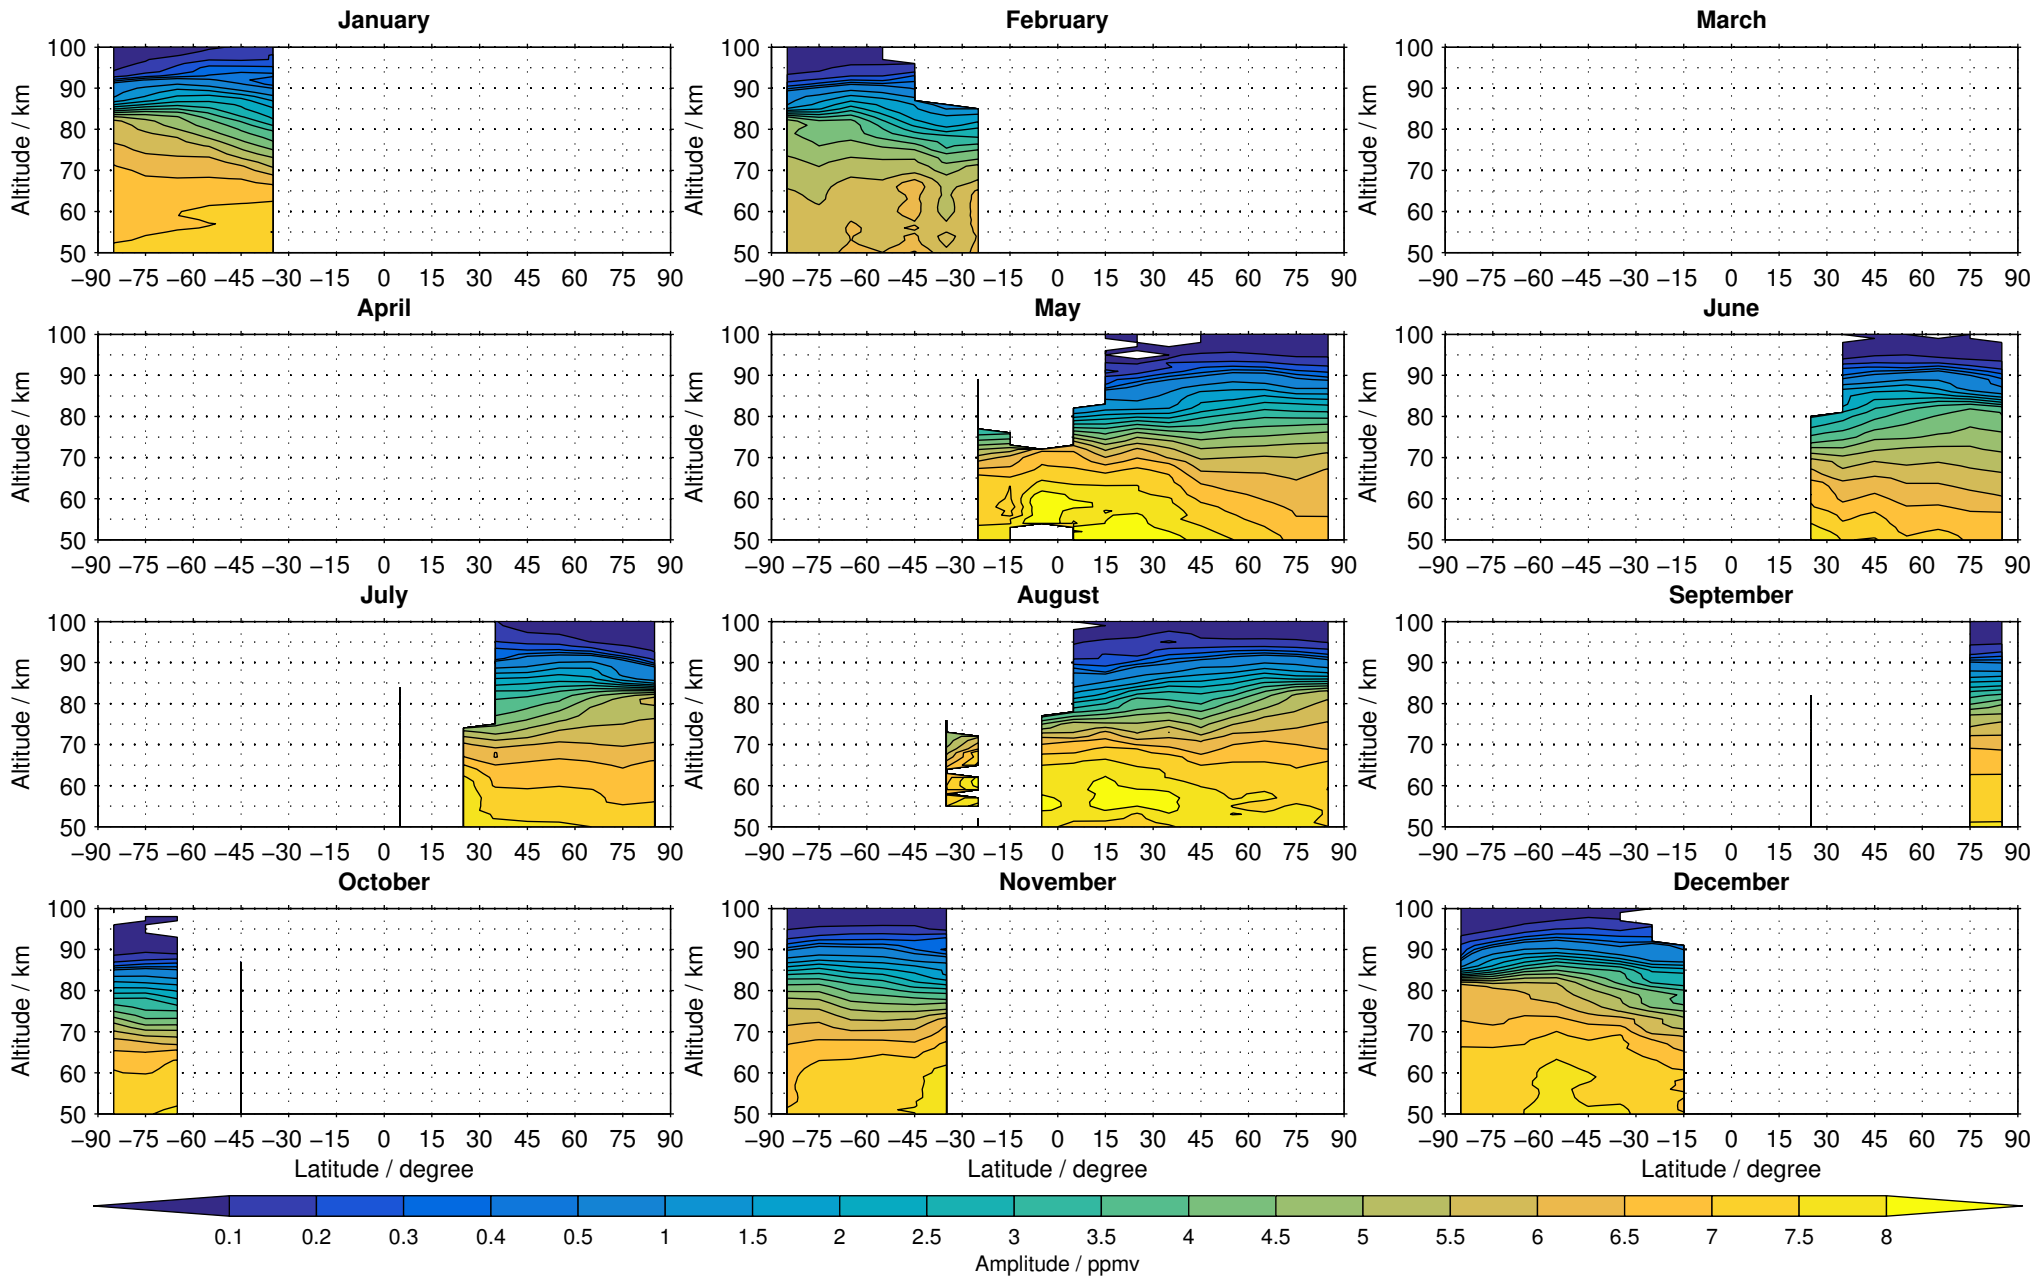 January February March
100 100 100
90 90 90
80 80 80
70 70 70
60 60 60
50 50 50
Altitude / km Altitude / km Altitude / km
−90 −75 −60 −45 −30 −15 0 15 30 45 60 75 90 −90 −75 −60 −45 −30 −15 0 15 30 45 60 75 90 −90 −75 −60 −45 −30 −15 0 15 30 45 60 75 90
April May June
100 100 100
90 90 90
80 80 80
70 70 70
60 60 60
50 50 50
Altitude / km Altitude / km Altitude / km
−90 −75 −60 −45 −30 −15 0 15 30 45 60 75 90 −90 −75 −60 −45 −30 −15 0 15 30 45 60 75 90 −90 −75 −60 −45 −30 −15 0 15 30 45 60 75 90
July August September
100 100 100
90 90 90
80 80 80
70 70 70
60 60 60
50 50 50
Altitude / km Altitude / km Altitude / km
−90 −75 −60 −45 −30 −15 0 15 30 45 60 75 90 −90 −75 −60 −45 −30 −15 0 15 30 45 60 75 90 −90 −75 −60 −45 −30 −15 0 15 30 45 60 75 90
October November December
100 100 100
90 90 90
80 80 80
70 70 70
60 60 60
50 50 50
Altitude / km Altitude / km Altitude / km
−90 −75 −60 −45 −30 −15 0 15 30 45 60 75 90 −90 −75 −60 −45 −30 −15 0 15 30 45 60 75 90 −90 −75 −60 −45 −30 −15 0 15 30 45 60 75 90
Latitude / degree Latitude / degree Latitude / degree
0.1 0.2 0.3 0.4 0.5 1 1.5 2 2.5 3 3.5 4 4.5 5 5.5 6 6.5 7 7.5 8
Amplitude / ppmv